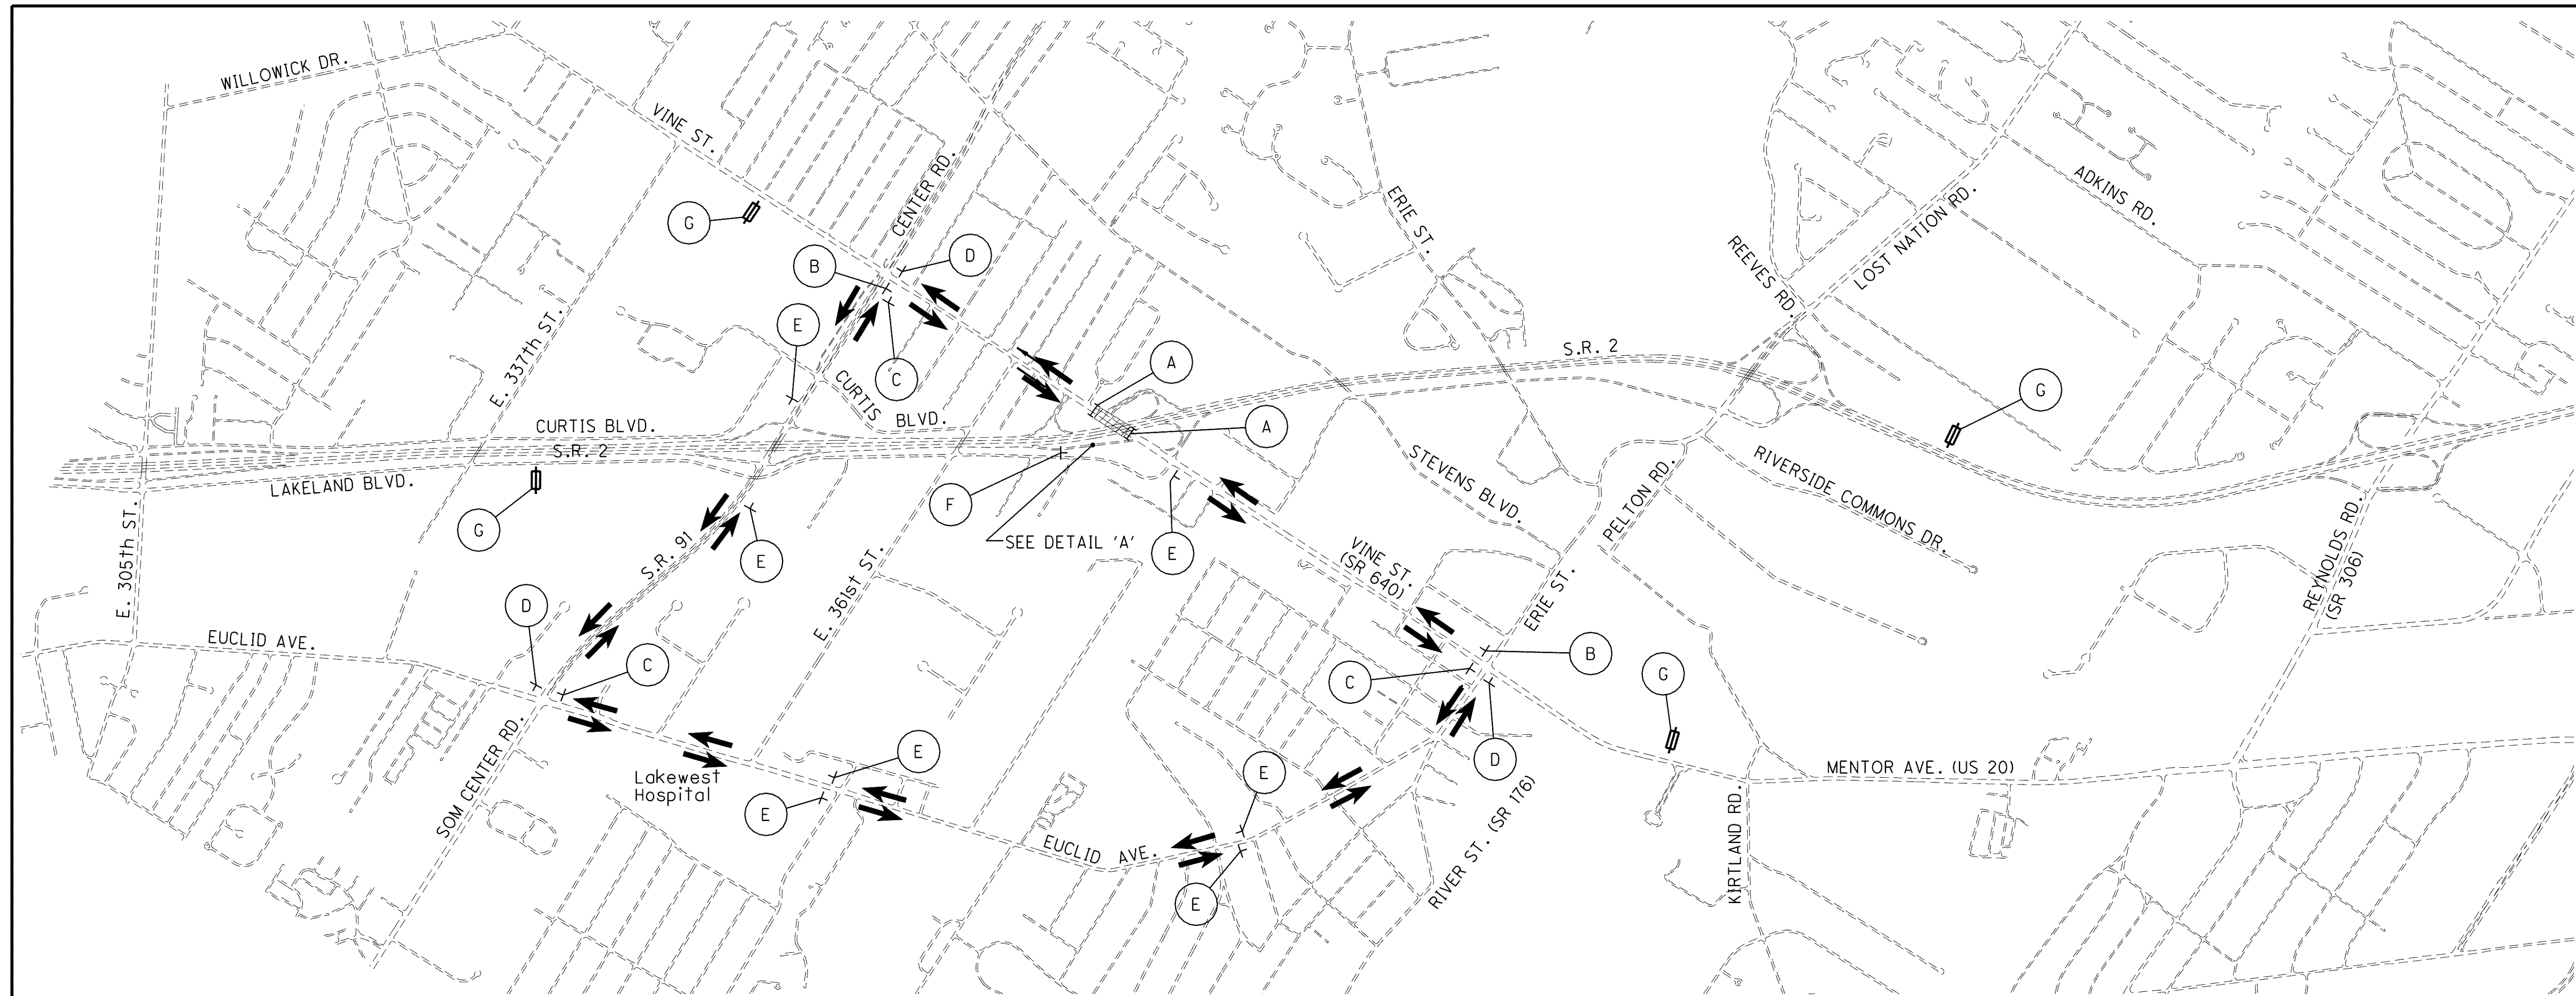 WILLOWICK DR.
VINE ST.
CENTER RD.
ERIE ST.
ADKINS RD.
LOST NATION RD.
REEVES RD.
G
B
D
E
C
A
A
G
E. 337th ST.
CURTIS
BLVD.
CURTIS BLVD.
S.R. 2
S.R. 2
LAKELAND BLVD.
G
F
SEE DETAIL 'A'
E
E
STEVENS BLVD.
PELTON RD.
RIVERSIDE COMMONS DR.
REYNOLDS RD.
(SR 306)
E. 305th ST.
S.R. 91
E. 361st ST.
VINE ST.
(SR 640)
ERIE ST.
D
EUCLID AVE.
C
B
C
G
D
SOM CENTER RD.
Lakewest
Hospital
E
E
E
E
EUCLID AVE.
RIVER ST. (SR 176)
MENTOR AVE. (US 20)
KIRTLAND RD.